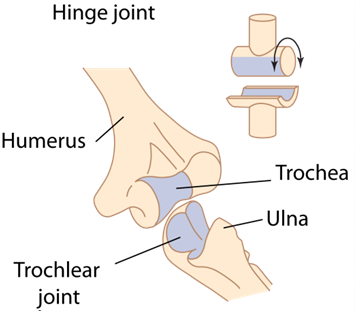 Hinge joint
Humerus
Trochea
Ulna
Trochlear
joint